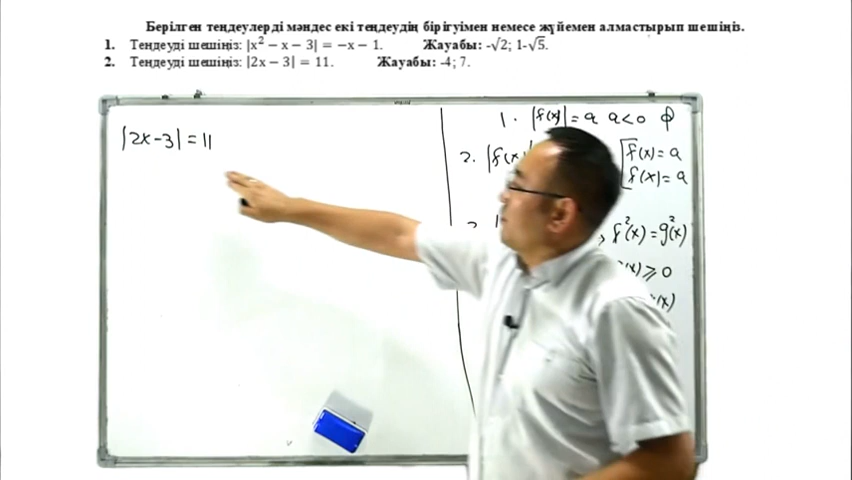 Берілген теңдеулерді мәндес екі теңдеудің бірігуімен немесе жүйемен алмастырып шешіңіз.
1. Теңдеуді шешіңіз: |x² − x − 3| = −x − 1. Жауабы: -√2; 1-√5.
2. Теңдеуді шешіңіз: |2x − 3| = 11. Жауабы: -4; 7.
|2x-3| = 11
1. |f(x)| = a a<0 ϕ
2. |f(x)
f(x) = a
f(x) = a
f²(x) = g²(x)
(x) ⩾ 0